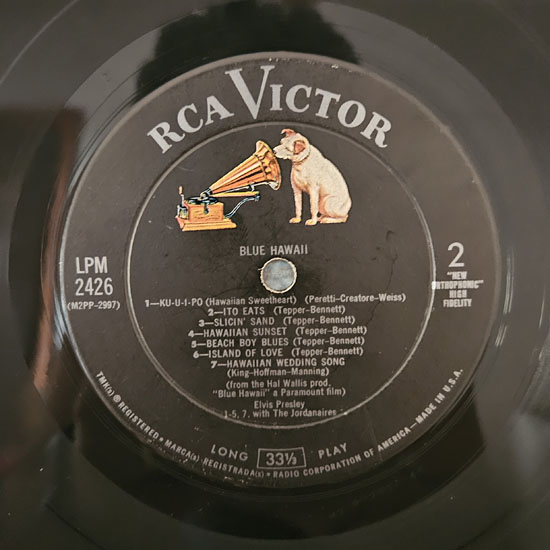 RCA VICTOR
BLUE HAWAII
LPM
2426
(M2PP-2997)
2
"NEW
ORTHOPHONIC"
HIGH
FIDELITY
1—KU-U-I-PO (Hawaiian Sweetheart) (Peretti-Creatore-Weiss)
2—ITO EATS (Tepper-Bennett)
3—SLICIN' SAND (Tepper-Bennett)
4—HAWAIIAN SUNSET (Tepper-Bennett)
5—BEACH BOY BLUES (Tepper-Bennett)
6—ISLAND OF LOVE (Tepper-Bennett)
7—HAWAIIAN WEDDING SONG
(King-Hoffman-Manning)
(from the Hal Wallis prod.
"Blue Hawaii" a Paramount film)
Elvis Presley
1-5, 7, with The Jordanaires
LONG 33⅓ PLAY
TMK(s) ® REGISTERED • MARCA(s) REGISTRADA(s) • RADIO CORPORATION OF AMERICA—MADE IN U.S.A.